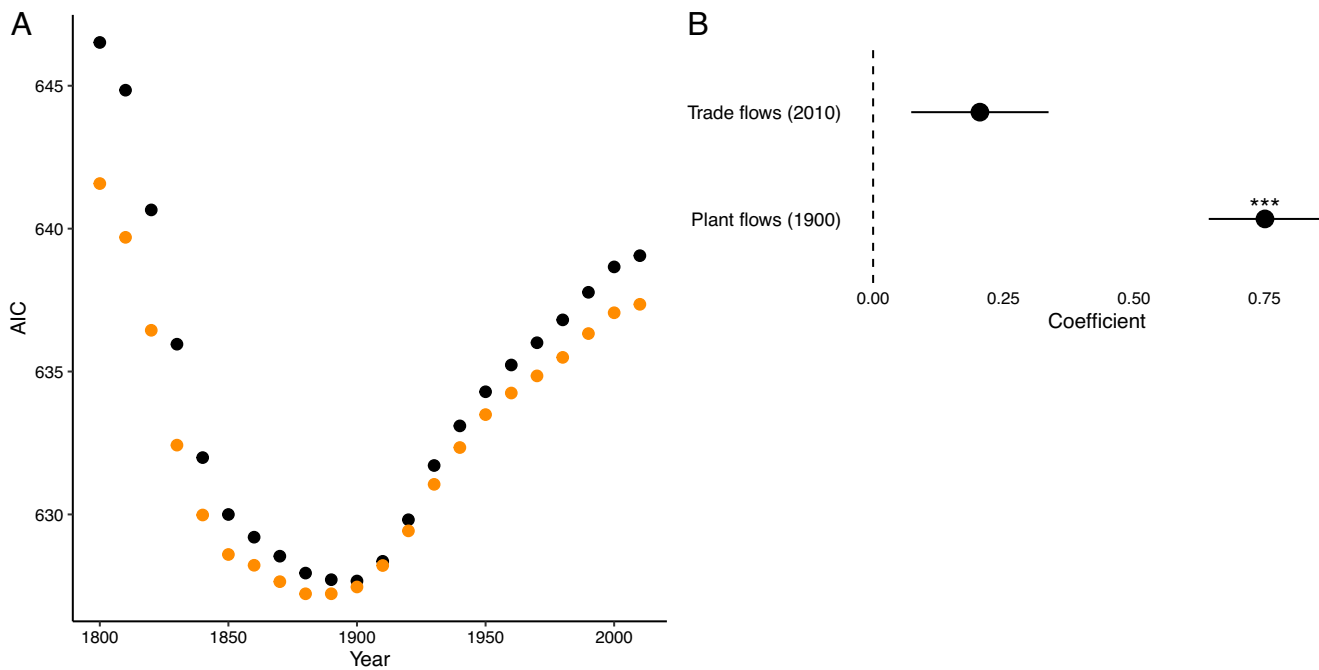 A
645
640
635
630
AIC
1800
1850
1900
1950
2000
Year
B
Trade flows (2010)
Plant flows (1900)
***
0.00
0.25
0.50
0.75
Coefficient